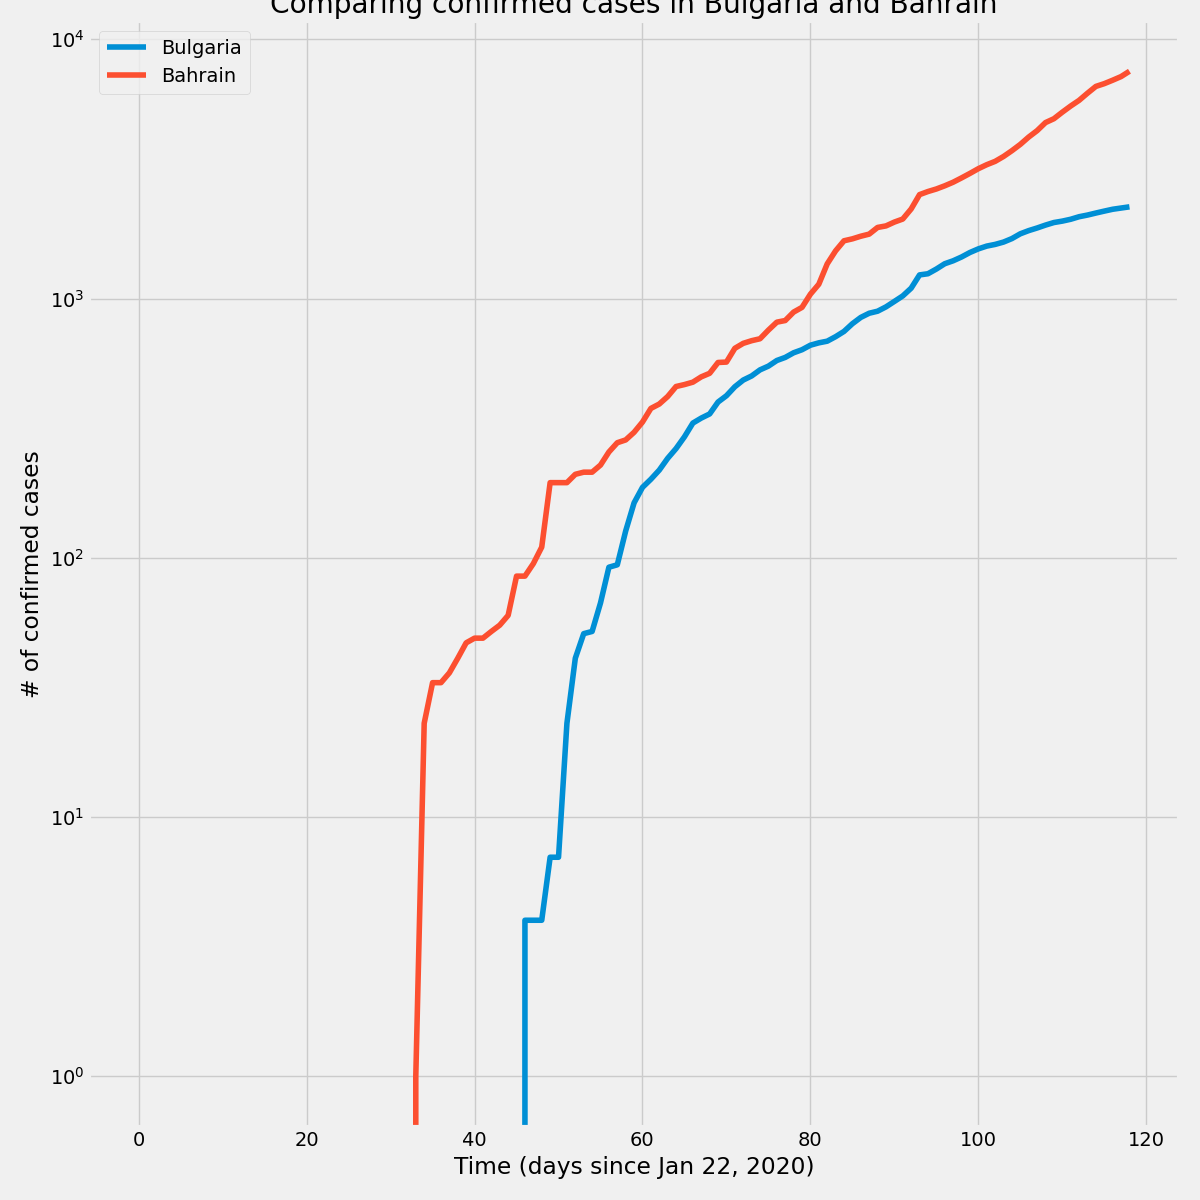 Comparing confirmed cases in Bulgaria and Bahrain
Bulgaria
Bahrain
10⁴
10³
10²
10¹
10⁰
# of confirmed cases
0 20 40 60 80 100 120
Time (days since Jan 22, 2020)